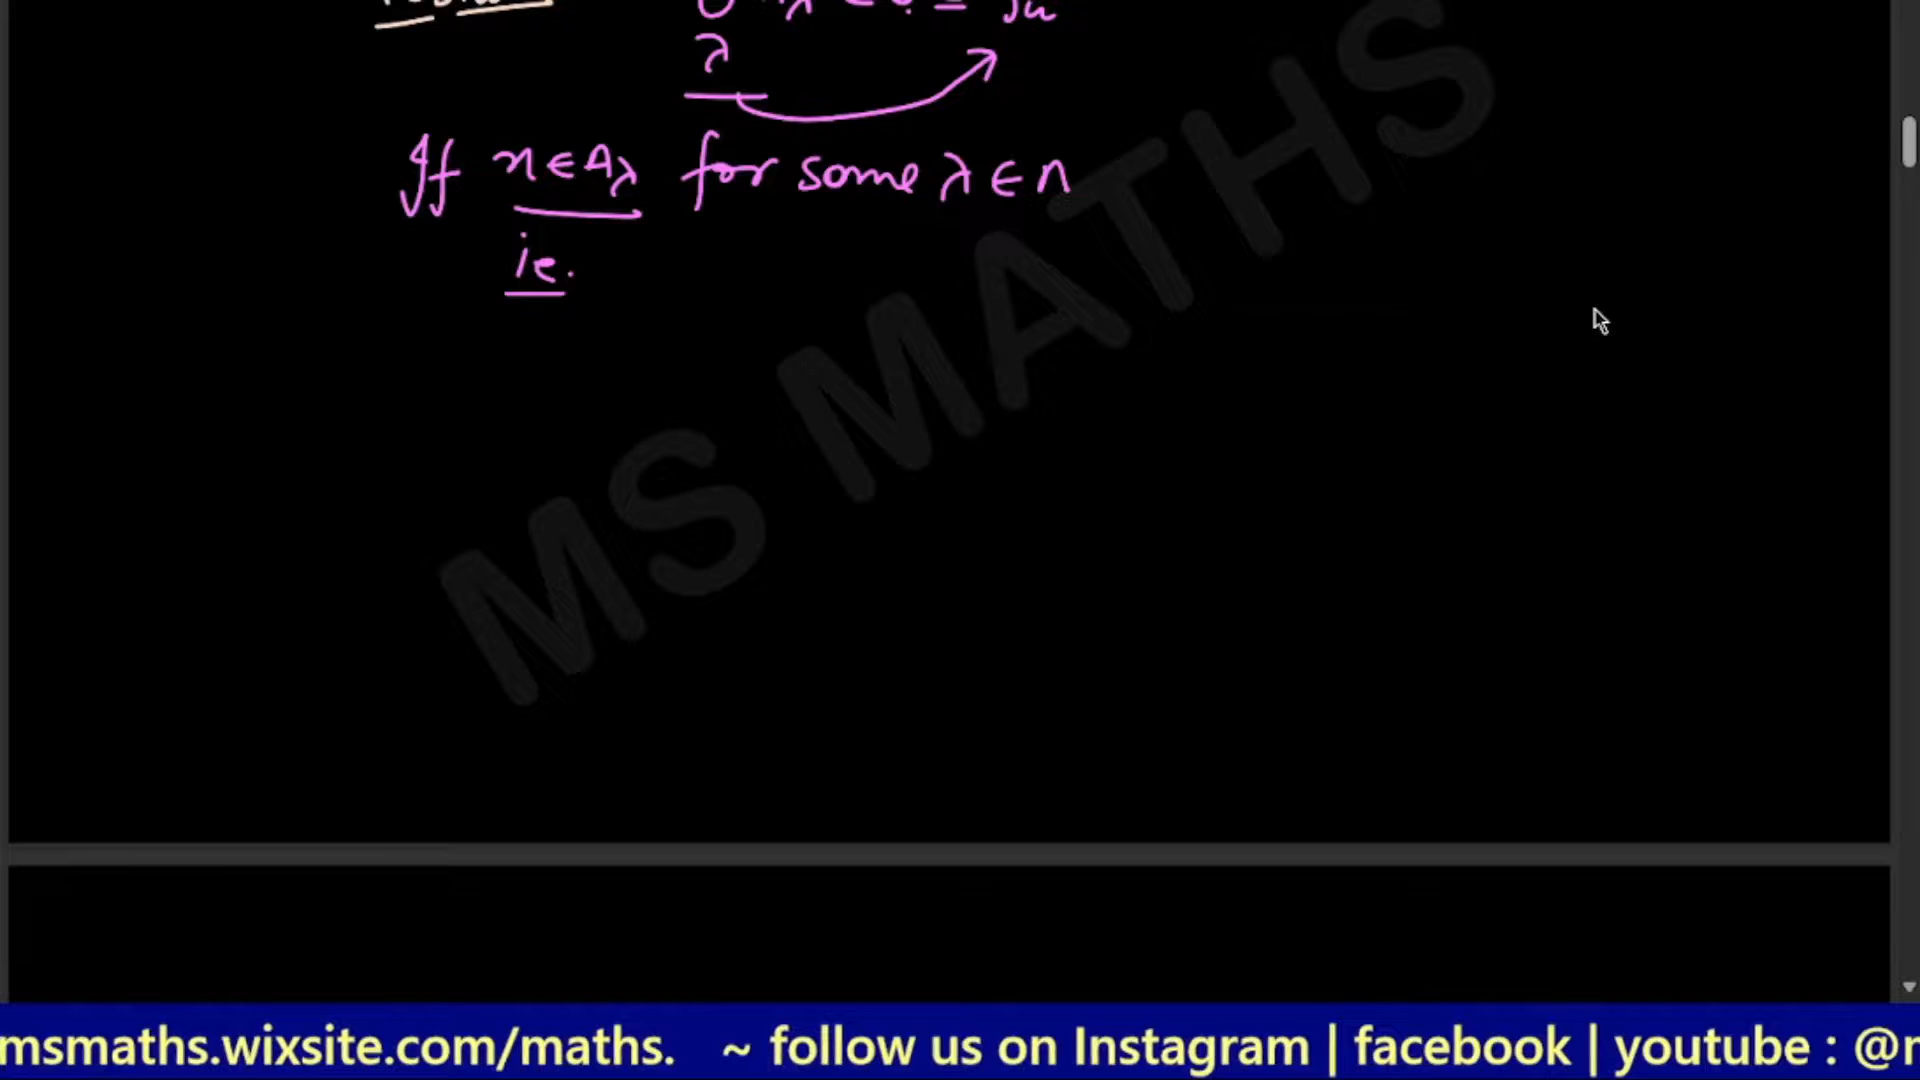 λ
If x ∈ Aλ for some λ ∈ Λ
ie.
MS MATHS
msmaths.wixsite.com/maths. ~ follow us on Instagram | facebook | youtube : @